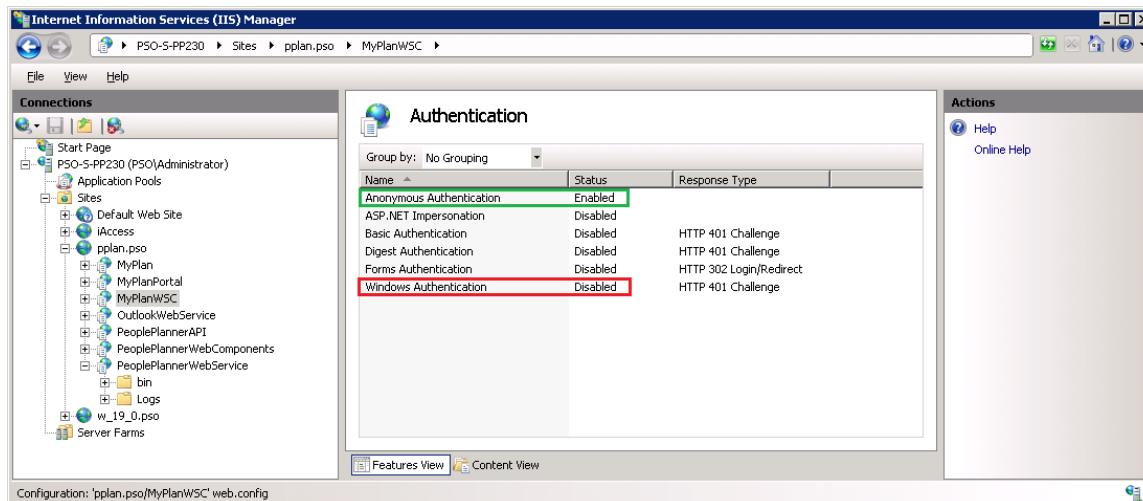 Internet Information Services (IIS) Manager
PSO-S-PP230 Sites pplan.pso MyPlanWSC
File View Help
Connections
Start Page
PSO-S-PP230 (PSO\Administrator)
Application Pools
Sites
Default Web Site
iAccess
pplan.pso
MyPlan
MyPlanPortal
MyPlanWSC
OutlookWebService
PeoplePlannerAPI
PeoplePlannerWebComponents
PeoplePlannerWebService
bin
Logs
w_19_0.pso
Server Farms
Authentication
Group by: No Grouping
Name Status Response Type
Anonymous Authentication Enabled
ASP.NET Impersonation Disabled
Basic Authentication Disabled HTTP 401 Challenge
Digest Authentication Disabled HTTP 401 Challenge
Forms Authentication Disabled HTTP 302 Login/Redirect
Windows Authentication Disabled HTTP 401 Challenge
Features View Content View
Actions
Help
Online Help
Configuration: 'pplan.pso/MyPlanWSC' web.config